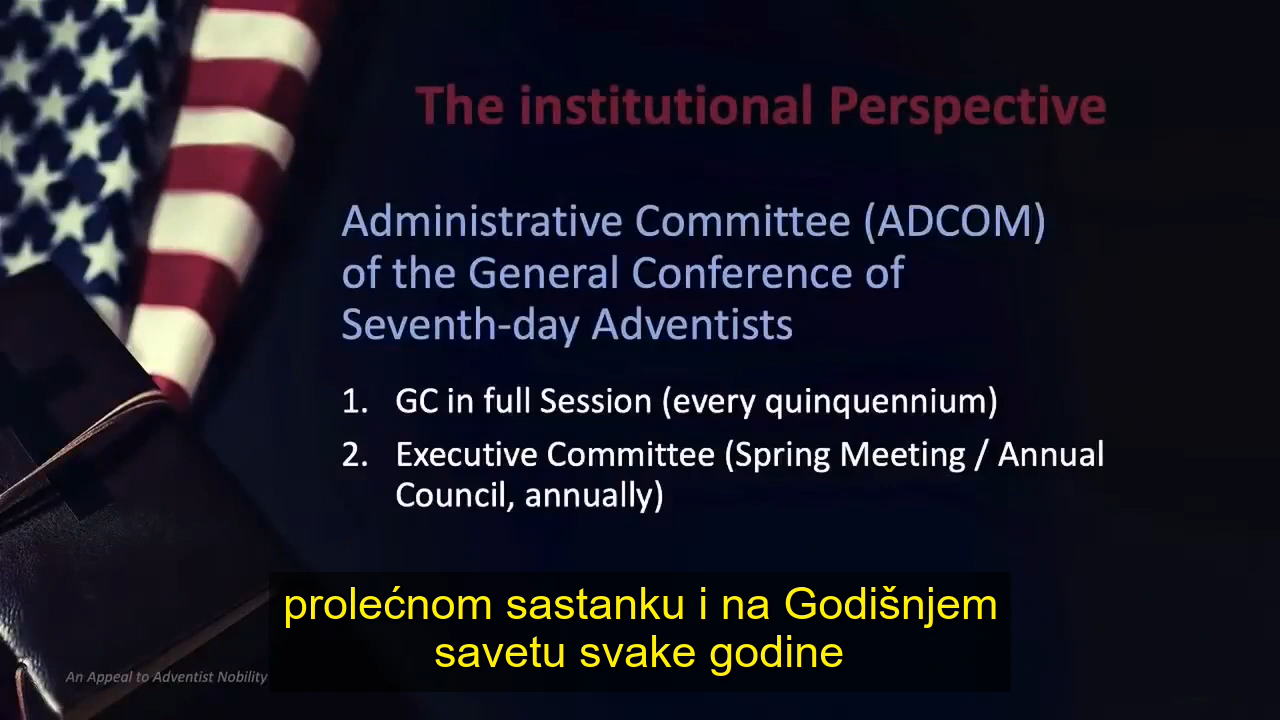 The institutional Perspective
Administrative Committee (ADCOM)
of the General Conference of
Seventh-day Adventists
1. GC in full Session (every quinquennium)
2. Executive Committee (Spring Meeting / Annual
Council, annually)
prolećnom sastanku i na Godišnjem
savetu svake godine
An Appeal to Adventist Nobility